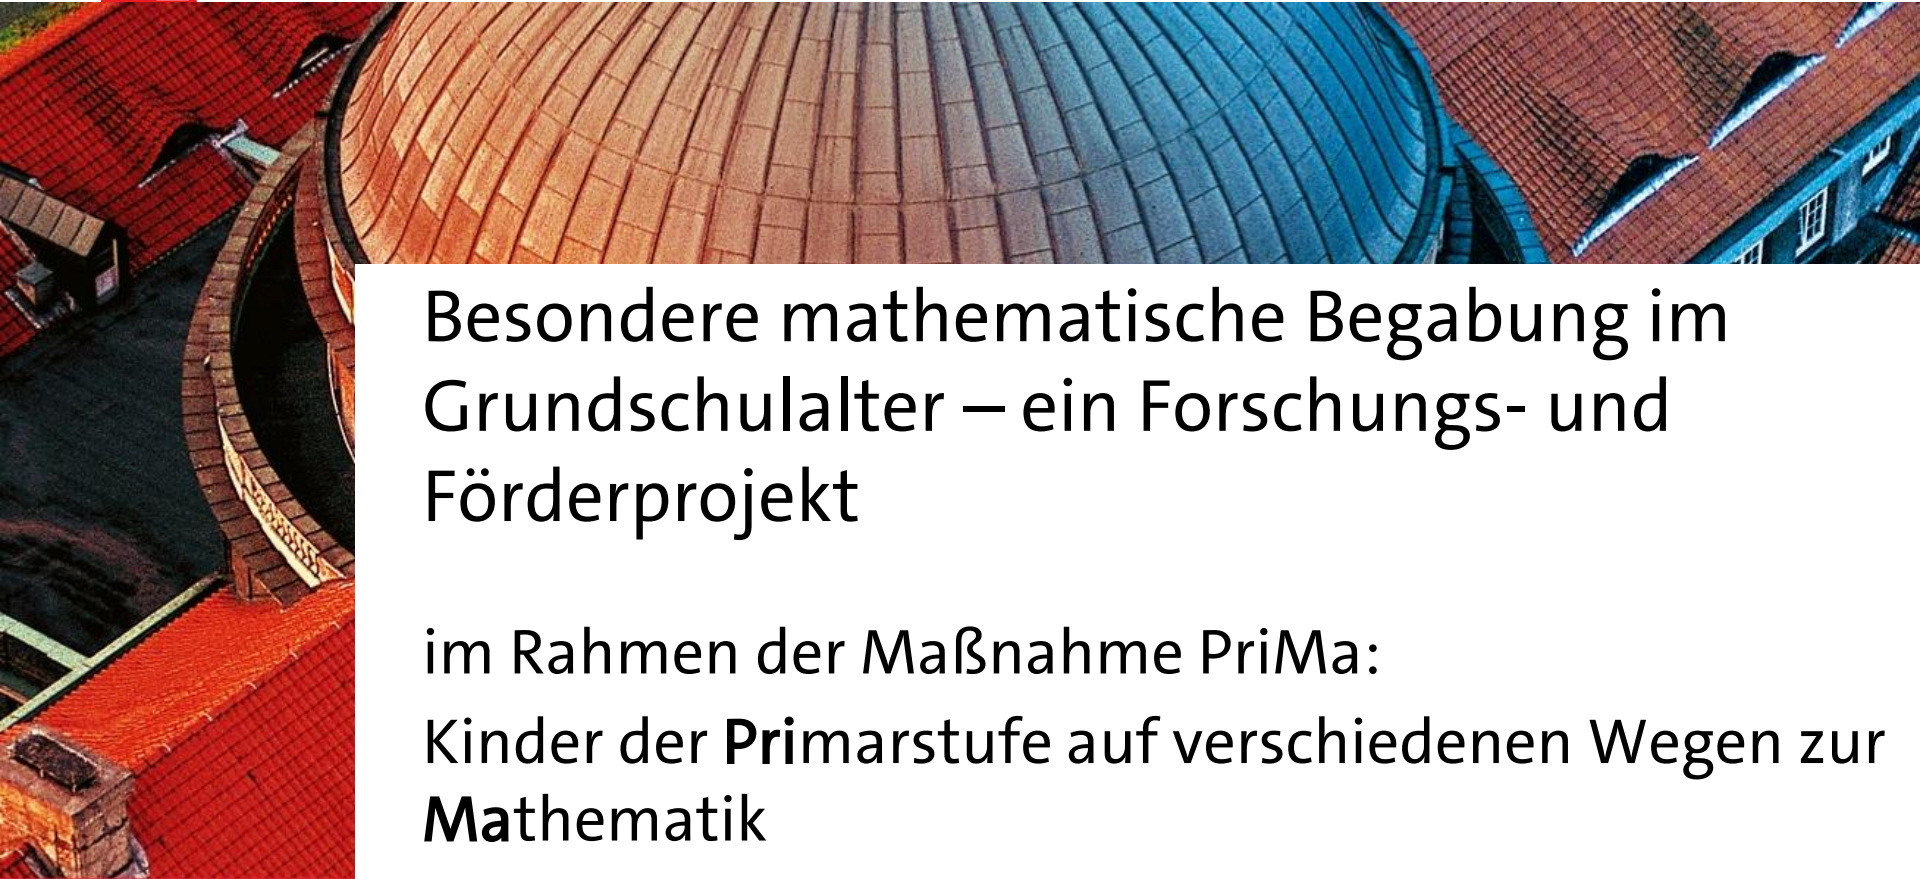 Besondere mathematische Begabung im
Grundschulalter – ein Forschungs- und
Förderprojekt
im Rahmen der Maßnahme PriMa:
Kinder der Primarstufe auf verschiedenen Wegen zur
Mathematik